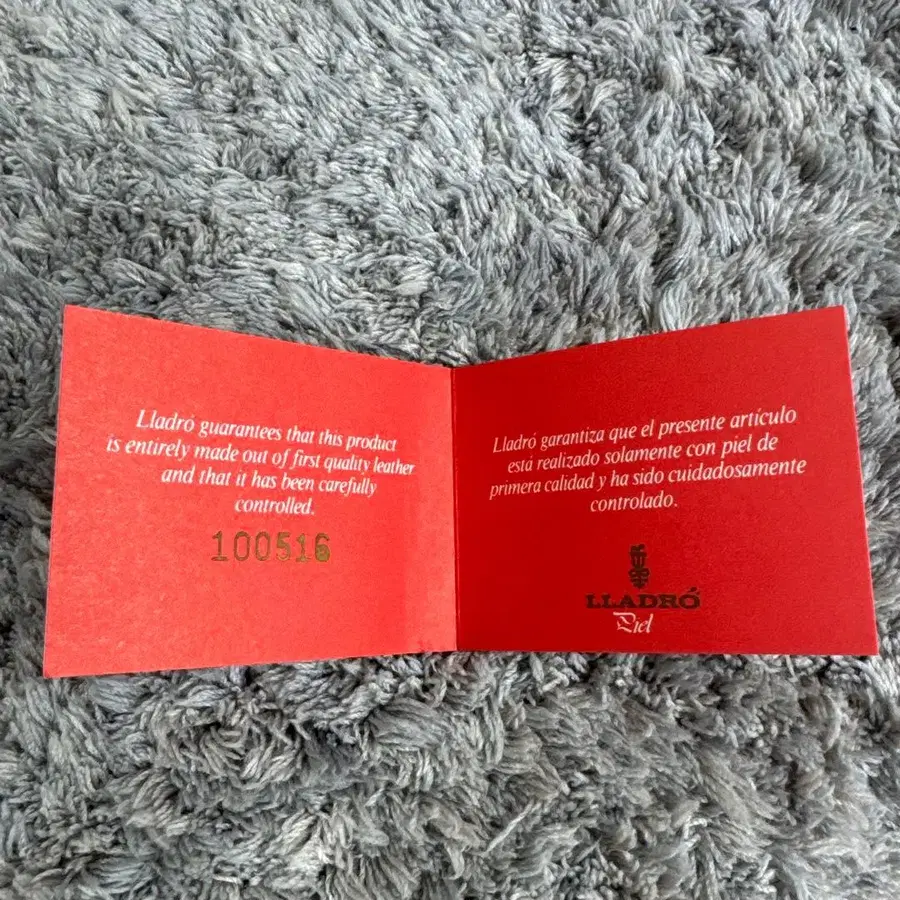 Lladró guarantees that this product
is entirely made out of first quality leather
and that it has been carefully
controlled.
100516
Lladró garantiza que el presente artículo
está realizado solamente con piel de
primera calidad y ha sido cuidadosamente
controlado.
LLADRÓ
Piel